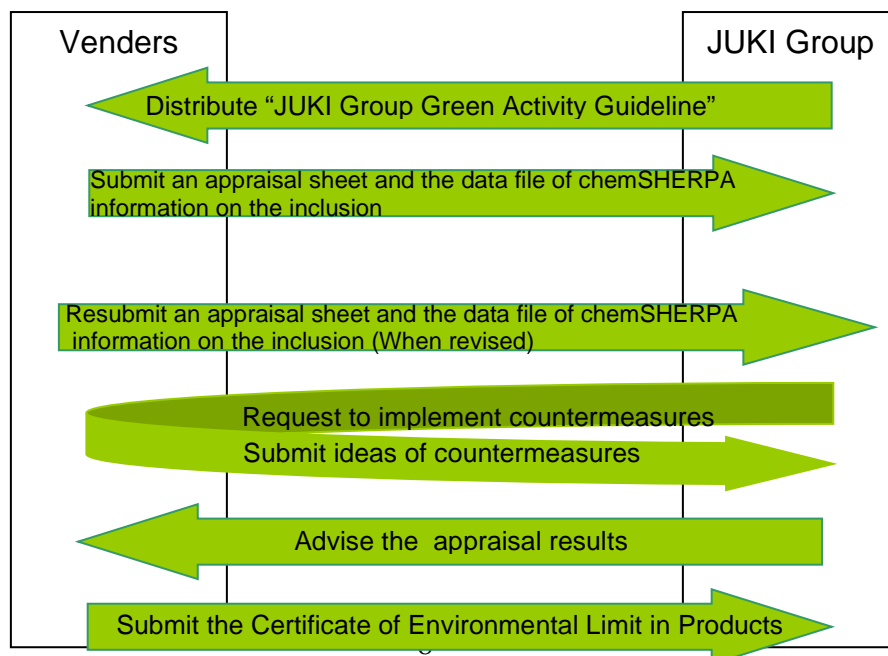 Venders
JUKI Group
Distribute “JUKI Group Green Activity Guideline”
Submit an appraisal sheet and the data file of chemSHERPA
information on the inclusion
Resubmit an appraisal sheet and the data file of chemSHERPA
information on the inclusion (When revised)
Request to implement countermeasures
Submit ideas of countermeasures
Advise the appraisal results
Submit the Certificate of Environmental Limit in Products